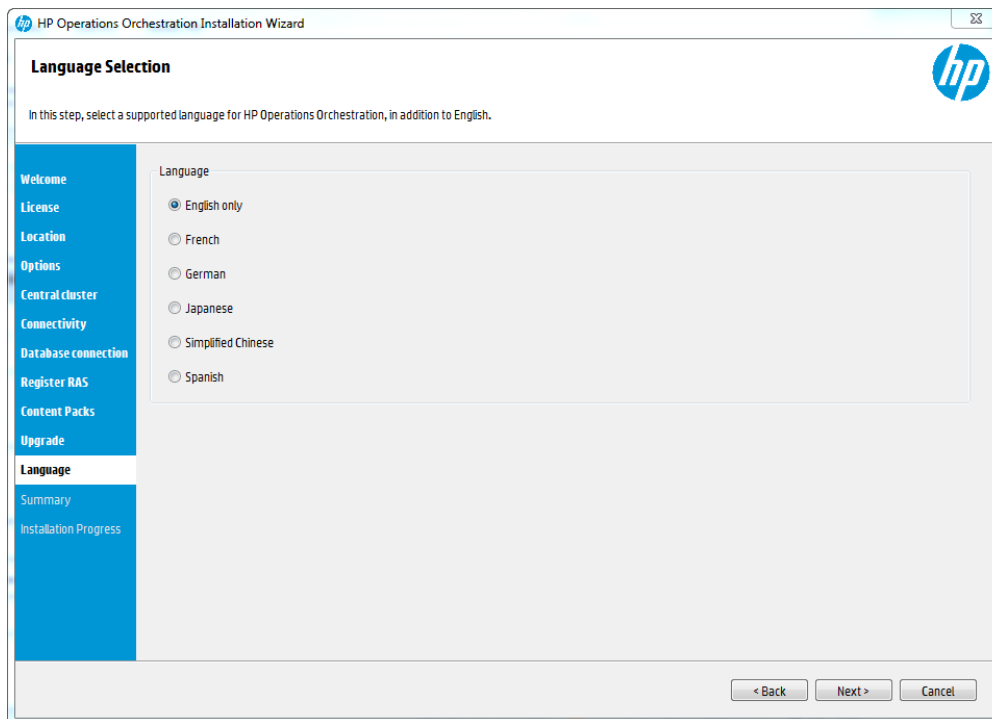 hp HP Operations Orchestration Installation Wizard
Language Selection
hp
In this step, select a supported language for HP Operations Orchestration, in addition to English.
Welcome
License
Location
Options
Central cluster
Connectivity
Database connection
Register RAS
Content Packs
Upgrade
Language
Summary
Installation Progress
Language
English only
French
German
Japanese
Simplified Chinese
Spanish
< Back Next > Cancel